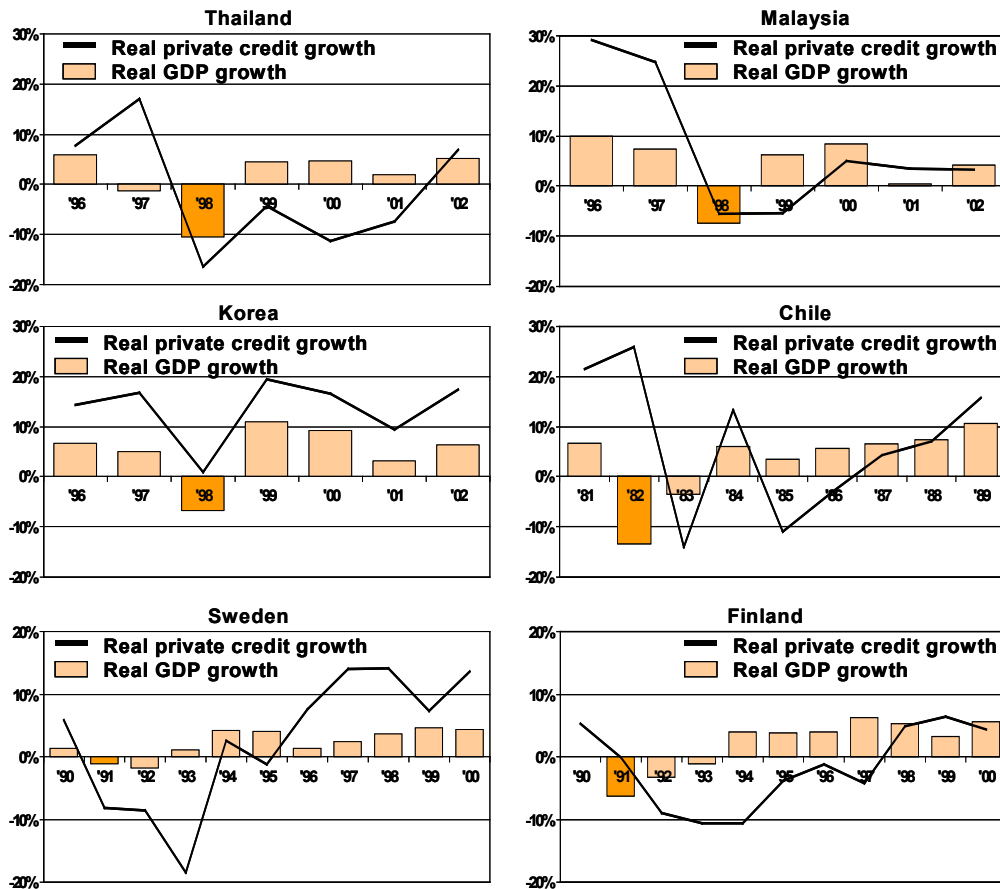 Thailand
Real private credit growth
Real GDP growth
30%
20%
10%
0%
-10%
-20%
'96 '97 '98 '99 '00 '01 '02
Malaysia
Real private credit growth
Real GDP growth
30%
20%
10%
0%
-10%
-20%
'96 '97 '98 '99 '00 '01 '02
Korea
Real private credit growth
Real GDP growth
30%
20%
10%
0%
-10%
-20%
'96 '97 '98 '99 '00 '01 '02
Chile
Real private credit growth
Real GDP growth
30%
20%
10%
0%
-10%
-20%
'81 '82 '83 '84 '85 '86 '87 '88 '89
Sweden
Real private credit growth
Real GDP growth
20%
10%
0%
-10%
-20%
'90 '91 '92 '93 '94 '95 '96 '97 '98 '99 '00
Finland
Real private credit growth
Real GDP growth
20%
10%
0%
-10%
-20%
'90 '91 '92 '93 '94 '95 '96 '97 '98 '99 '00